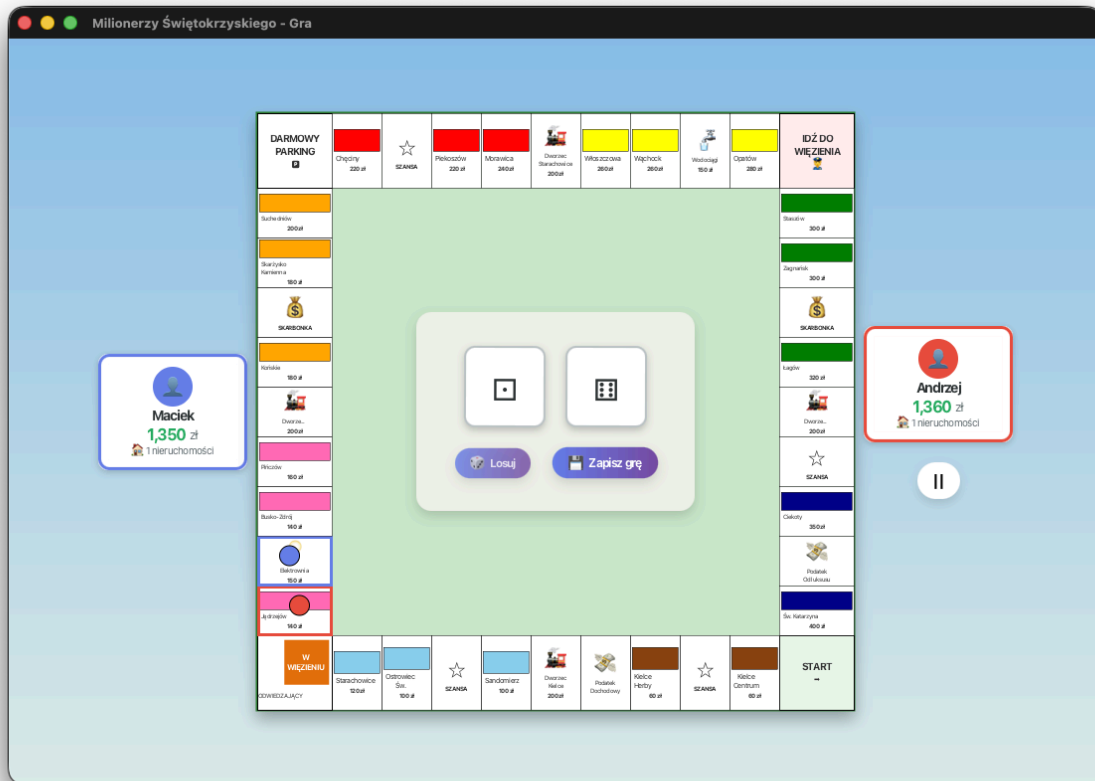 Milionerzy Świętokrzyskiego - Gra
DARMOWY
PARKING
P
Chęciny
220 zł
SZANSA
Piekoszów
220 zł
Morawica
240 zł
Dworzec
Starachowice
200 zł
Włoszczowa
260 zł
Wąchock
260 zł
Wodociągi
150 zł
Opatów
280 zł
IDŹ DO
WIĘZIENIA
Suchedniów
200 zł
Staszów
300 zł
Skarżysko
Kamienna
180 zł
Zagnańsk
300 zł
SKARBONKA
SKARBONKA
Końskie
180 zł
Łagów
320 zł
Dworze...
200 zł
Dworze...
200 zł
Pińczów
160 zł
SZANSA
Busko-Zdrój
140 zł
Ciekoty
350 zł
Elektrownia
150 zł
Podatek
Od luksusu
Jędrzejów
140 zł
Św. Katarzyna
400 zł
Maciek
1,350 zł
1 nieruchomości
Losuj
Zapisz grę
Andrzej
1,360 zł
1 nieruchomości
W
WIĘZIENIU
ODWIEDZAJĄCY
Starachowice
120 zł
Ostrowiec
Św.
100 zł
SZANSA
Sandomierz
100 zł
Dworzec
Kielce
200 zł
Podatek
Dochodowy
Kielce
Herby
60 zł
SZANSA
Kielce
Centrum
60 zł
START
→